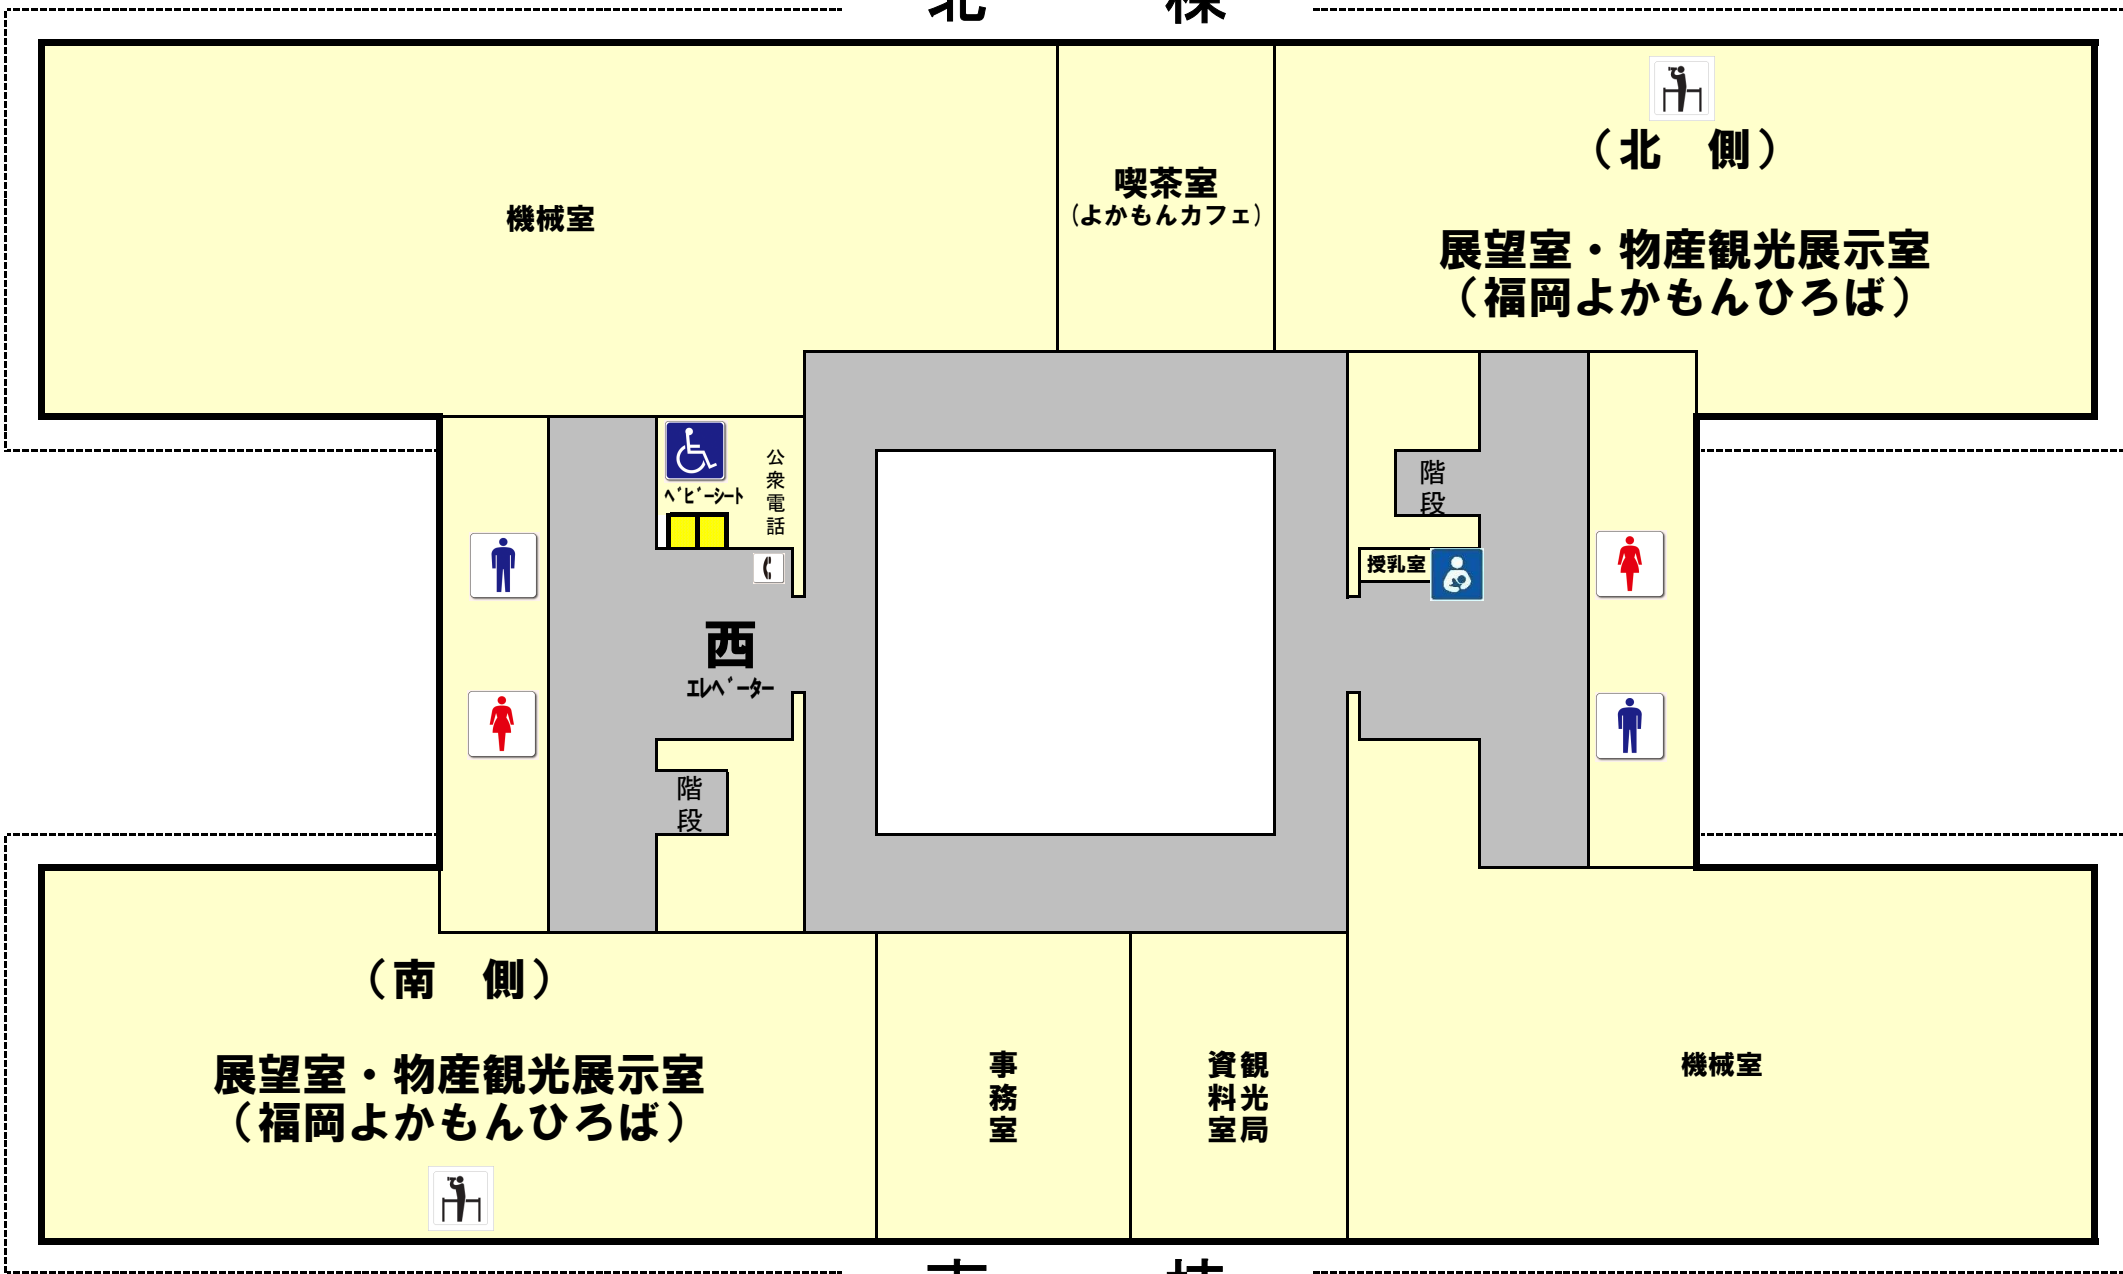 北　棟
（北　側）
喫茶室
（よかもんカフェ）
機械室
展望室・物産観光展示室
（福岡よかもんひろば）
公衆電話
ﾍﾞﾋﾞｰｼｰﾄ
階段
授乳室
西
ｴﾚﾍﾞｰﾀｰ
階段
（南　側）
展望室・物産観光展示室
（福岡よかもんひろば）
事務室
観光局
資料室
機械室